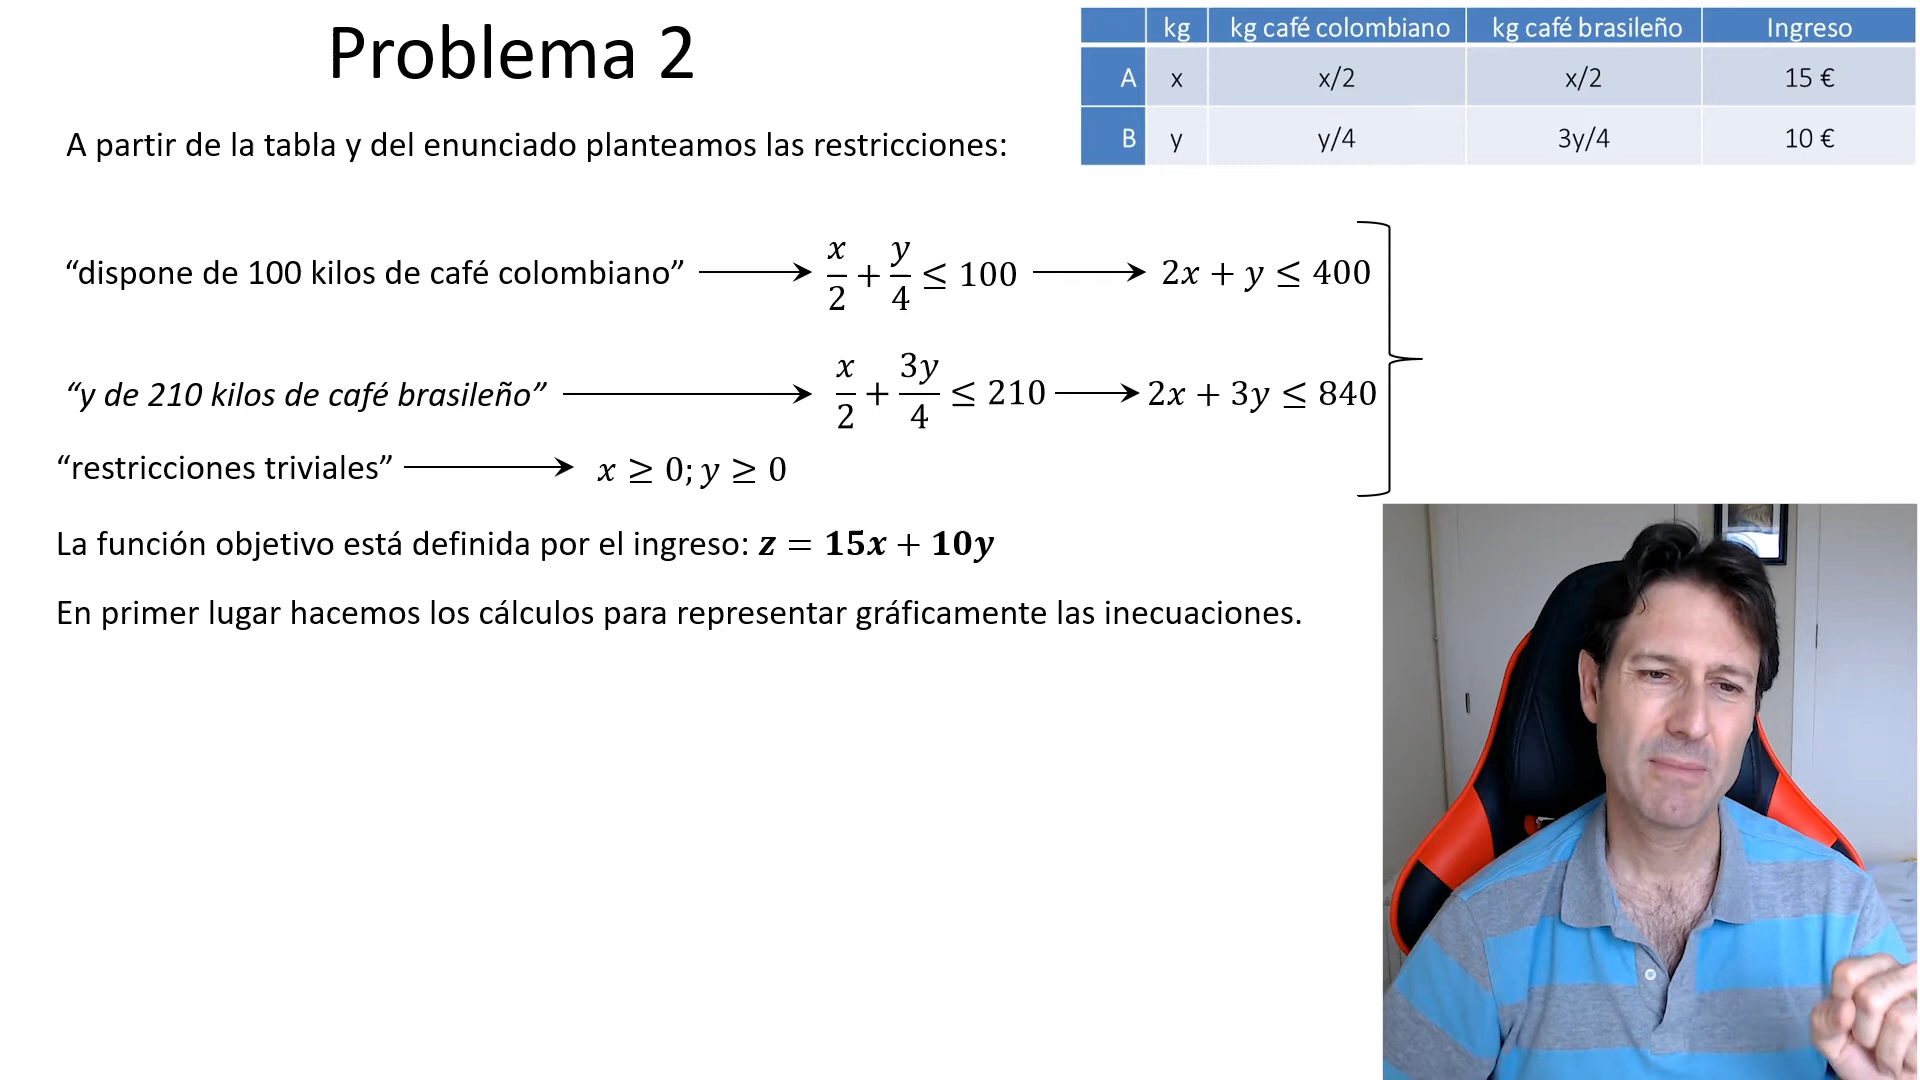 Problema 2
kg kg café colombiano kg café brasileño Ingreso
A x x/2 x/2 15 €
B y y/4 3y/4 10 €
A partir de la tabla y del enunciado planteamos las restricciones:
“dispone de 100 kilos de café colombiano” x/2 + y/4 ≤ 100 2x + y ≤ 400
“y de 210 kilos de café brasileño” x/2 + 3y/4 ≤ 210 2x + 3y ≤ 840
“restricciones triviales” x ≥ 0; y ≥ 0
La función objetivo está definida por el ingreso: z = 15x + 10y
En primer lugar hacemos los cálculos para representar gráficamente las inecuaciones.